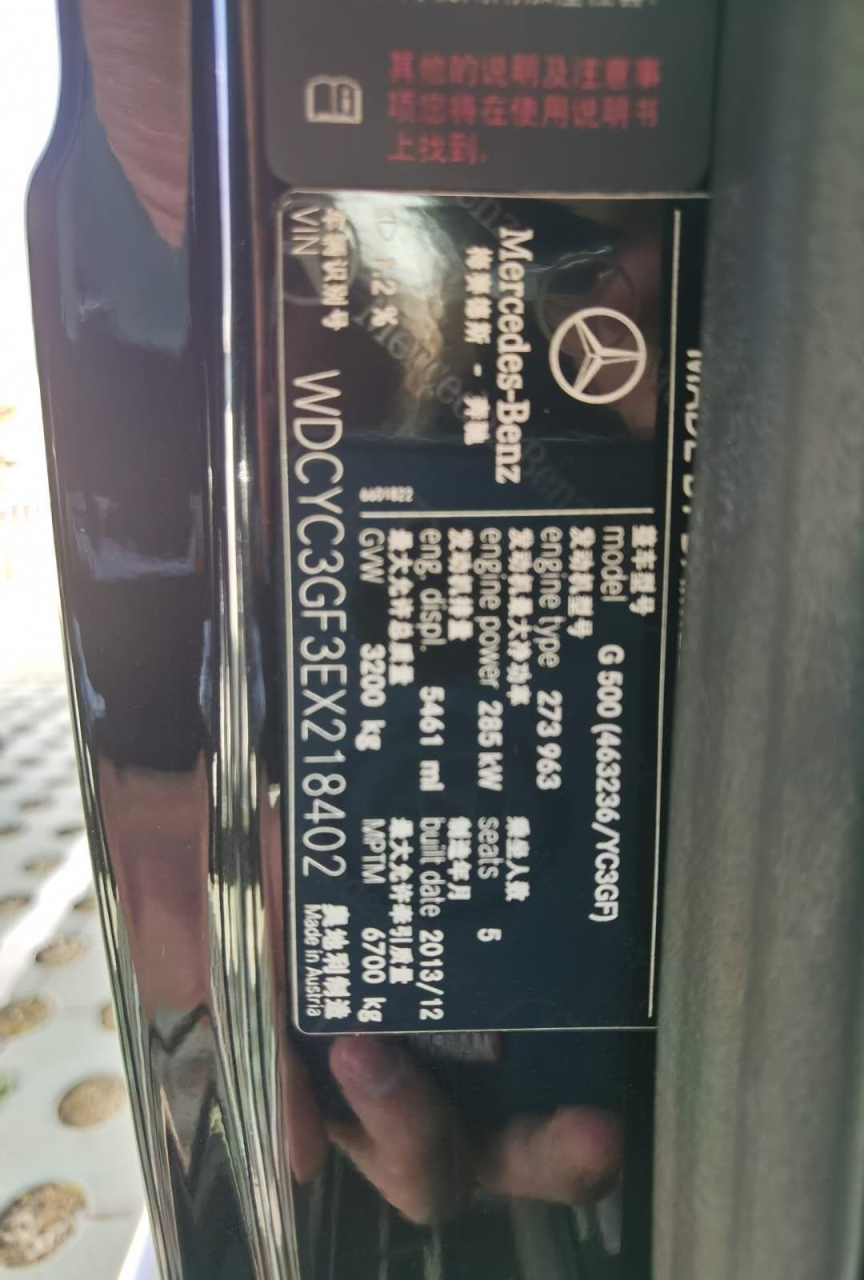 其他的说明及注意事
项您将在使用说明书
上找到.
Mercedes-Benz
梅赛德斯 - 奔驰
整车型号
model G 500 (463236/YC3GF)
发动机型号
engine type 273 963
发动机最大净功率 乘坐人数
engine power 285 kW seats 5
发动机排量 制造年月
eng. displ. 5461 ml built date 2013/12
最大允许总质量 最大允许牵引质量
GVW 3200 kg MPTM 6700 kg
6601822
车辆识别号 奥地利制造
VIN WDCYC3GF3EX218402 Made in Austria